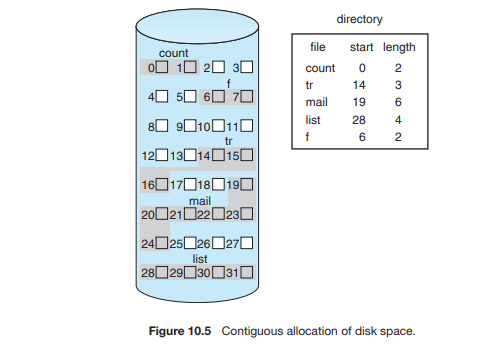 directory
count
0 1 2 3
f
4 5 6 7
8 9 10 11
tr
12 13 14 15
16 17 18 19
mail
20 21 22 23
24 25 26 27
list
28 29 30 31
file start length
count 0 2
tr 14 3
mail 19 6
list 28 4
f 6 2
Figure 10.5 Contiguous allocation of disk space.